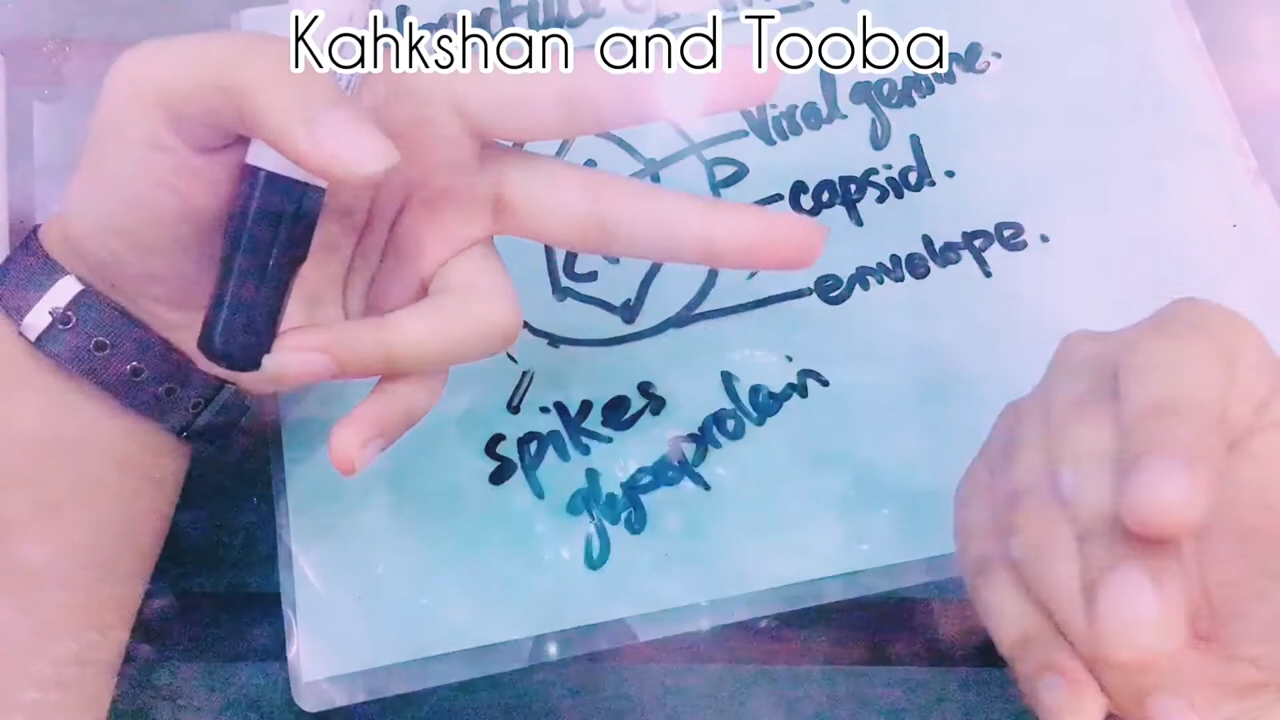 Kahkshan and Tooba
Viral genome.
capsid.
envelope.
spikes
glycoprotein